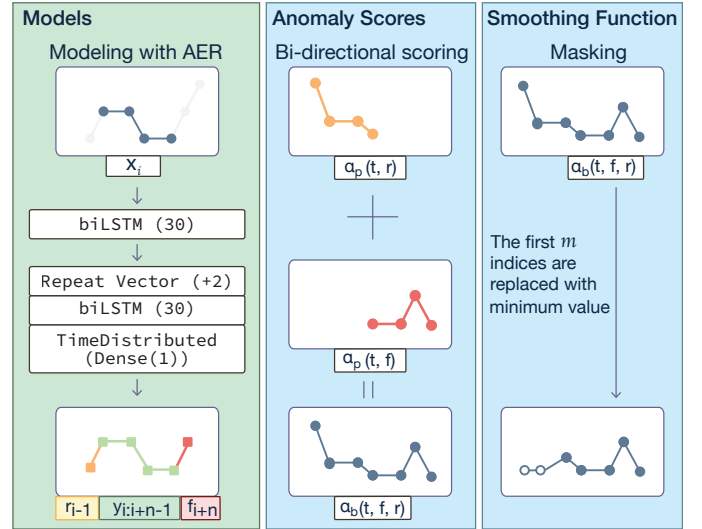 Models
Modeling with AER
xᵢ
biLSTM (30)
Repeat Vector (+2)
biLSTM (30)
TimeDistributed
(Dense(1))
rᵢ₋₁ yᵢ:ᵢ₊ₙ₋₁ fᵢ₊ₙ
Anomaly Scores
Bi-directional scoring
αₚ(t, r)
αₚ(t, f)
α_b(t, f, r)
Smoothing Function
Masking
α_b(t, f, r)
The first m
indices are
replaced with
minimum value